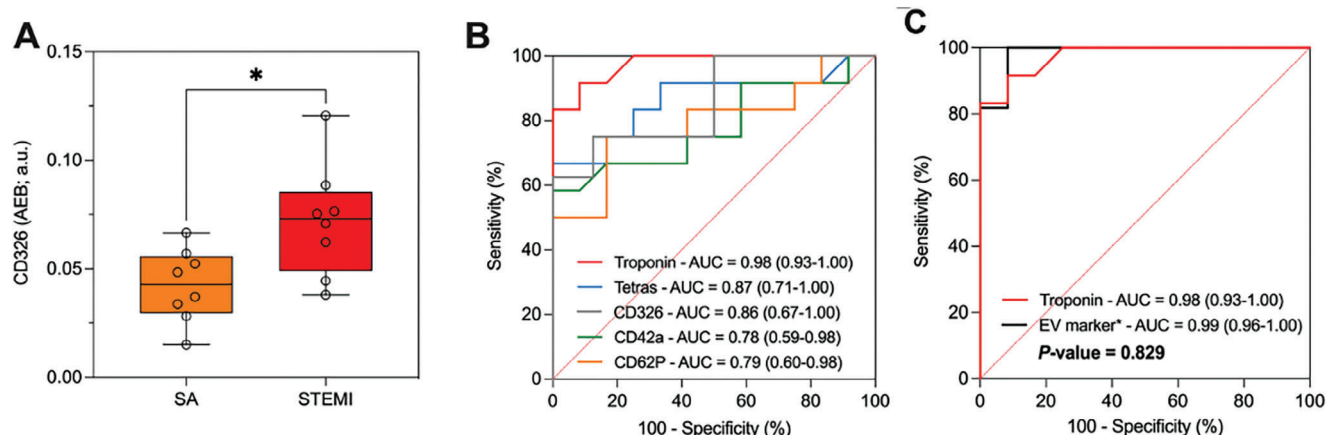 A
CD326 (AEB; a.u.)
0.15
0.10
0.05
0.00
*
SA
STEMI
B
Sensitivity (%)
100
80
60
40
20
0
Troponin - AUC = 0.98 (0.93-1.00)
Tetras - AUC = 0.87 (0.71-1.00)
CD326 - AUC = 0.86 (0.67-1.00)
CD42a - AUC = 0.78 (0.59-0.98)
CD62P - AUC = 0.79 (0.60-0.98)
0 20 40 60 80 100
100 - Specificity (%)
C
Sensitivity (%)
100
80
60
40
20
0
Troponin - AUC = 0.98 (0.93-1.00)
EV marker* - AUC = 0.99 (0.96-1.00)
P-value = 0.829
0 20 40 60 80 100
100 - Specificity (%)